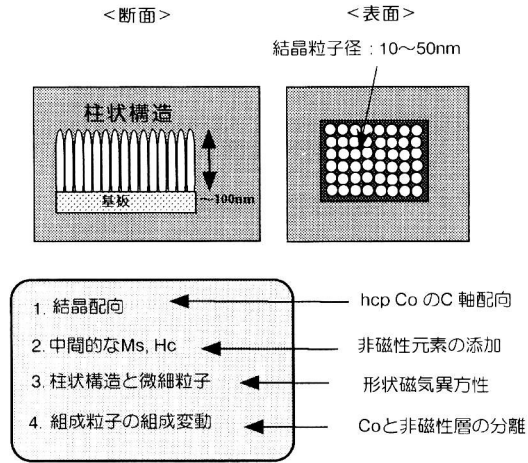 <断面>
<表面>
結晶粒子径 : 10～50nm
柱状構造
基板
～100nm
1. 結晶配向
hcp Co のC 軸配向
2. 中間的なMs, Hc
非磁性元素の添加
3. 柱状構造と微細粒子
形状磁気異方性
4. 組成粒子の組成変動
Coと非磁性層の分離